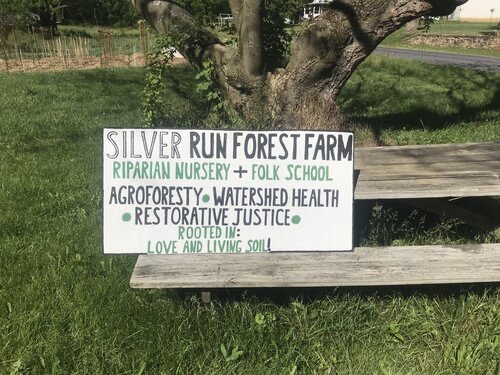 SILVER RUN FOREST FARM
RIPARIAN NURSERY + FOLK SCHOOL
AGROFORESTY • WATERSHED HEALTH
• RESTORATIVE JUSTICE •
ROOTED IN:
LOVE AND LIVING SOIL!